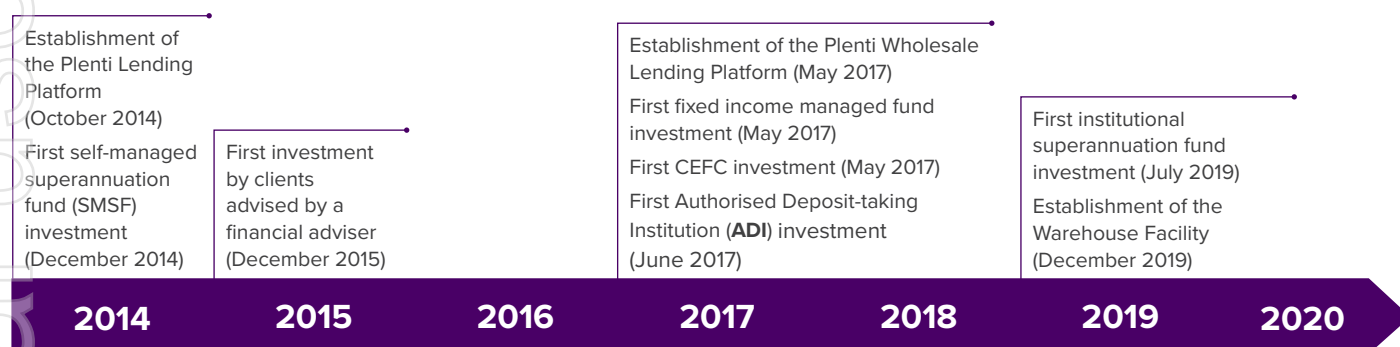 Establishment of
the Plenti Lending
Platform
(October 2014)
First self-managed
superannuation
fund (SMSF)
investment
(December 2014)
First investment
by clients
advised by a
financial adviser
(December 2015)
Establishment of the Plenti Wholesale
Lending Platform (May 2017)
First fixed income managed fund
investment (May 2017)
First CEFC investment (May 2017)
First Authorised Deposit-taking
Institution (ADI) investment
(June 2017)
First institutional
superannuation fund
investment (July 2019)
Establishment of the
Warehouse Facility
(December 2019)
2014 2015 2016 2017 2018 2019 2020